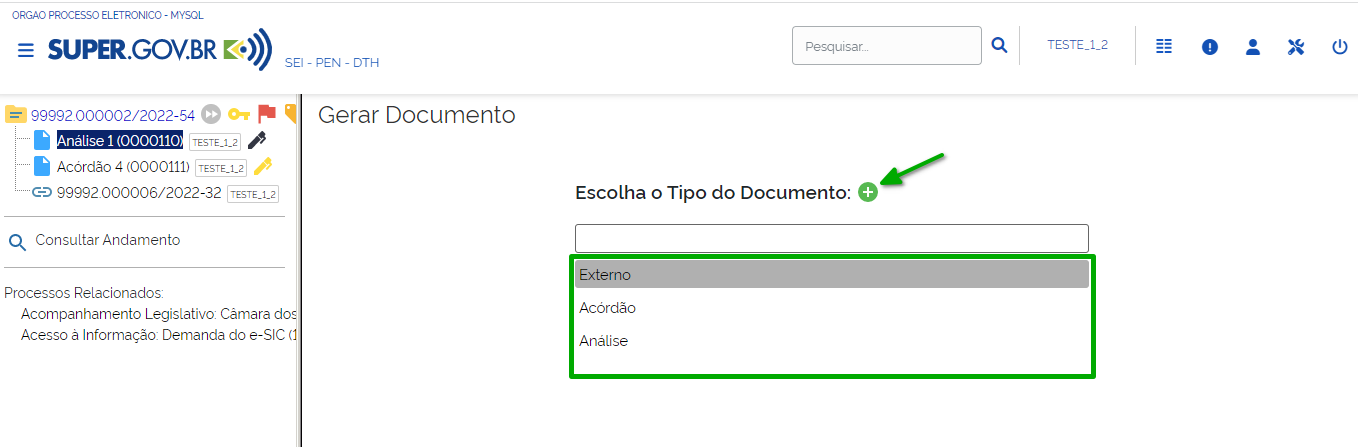 ORGAO PROCESSO ELETRONICO - MYSQL
SUPER.GOV.BR
SEI - PEN - DTH
Pesquisar...
TESTE_1_2
99992.000002/2022-54
Análise 1 (0000110) TESTE_1_2
Acórdão 4 (0000111) TESTE_1_2
99992.000006/2022-32 TESTE_1_2
Consultar Andamento
Processos Relacionados:
Acompanhamento Legislativo: Câmara dos
Acesso à Informação: Demanda do e-SIC (1
Gerar Documento
Escolha o Tipo do Documento:
Externo
Acórdão
Análise